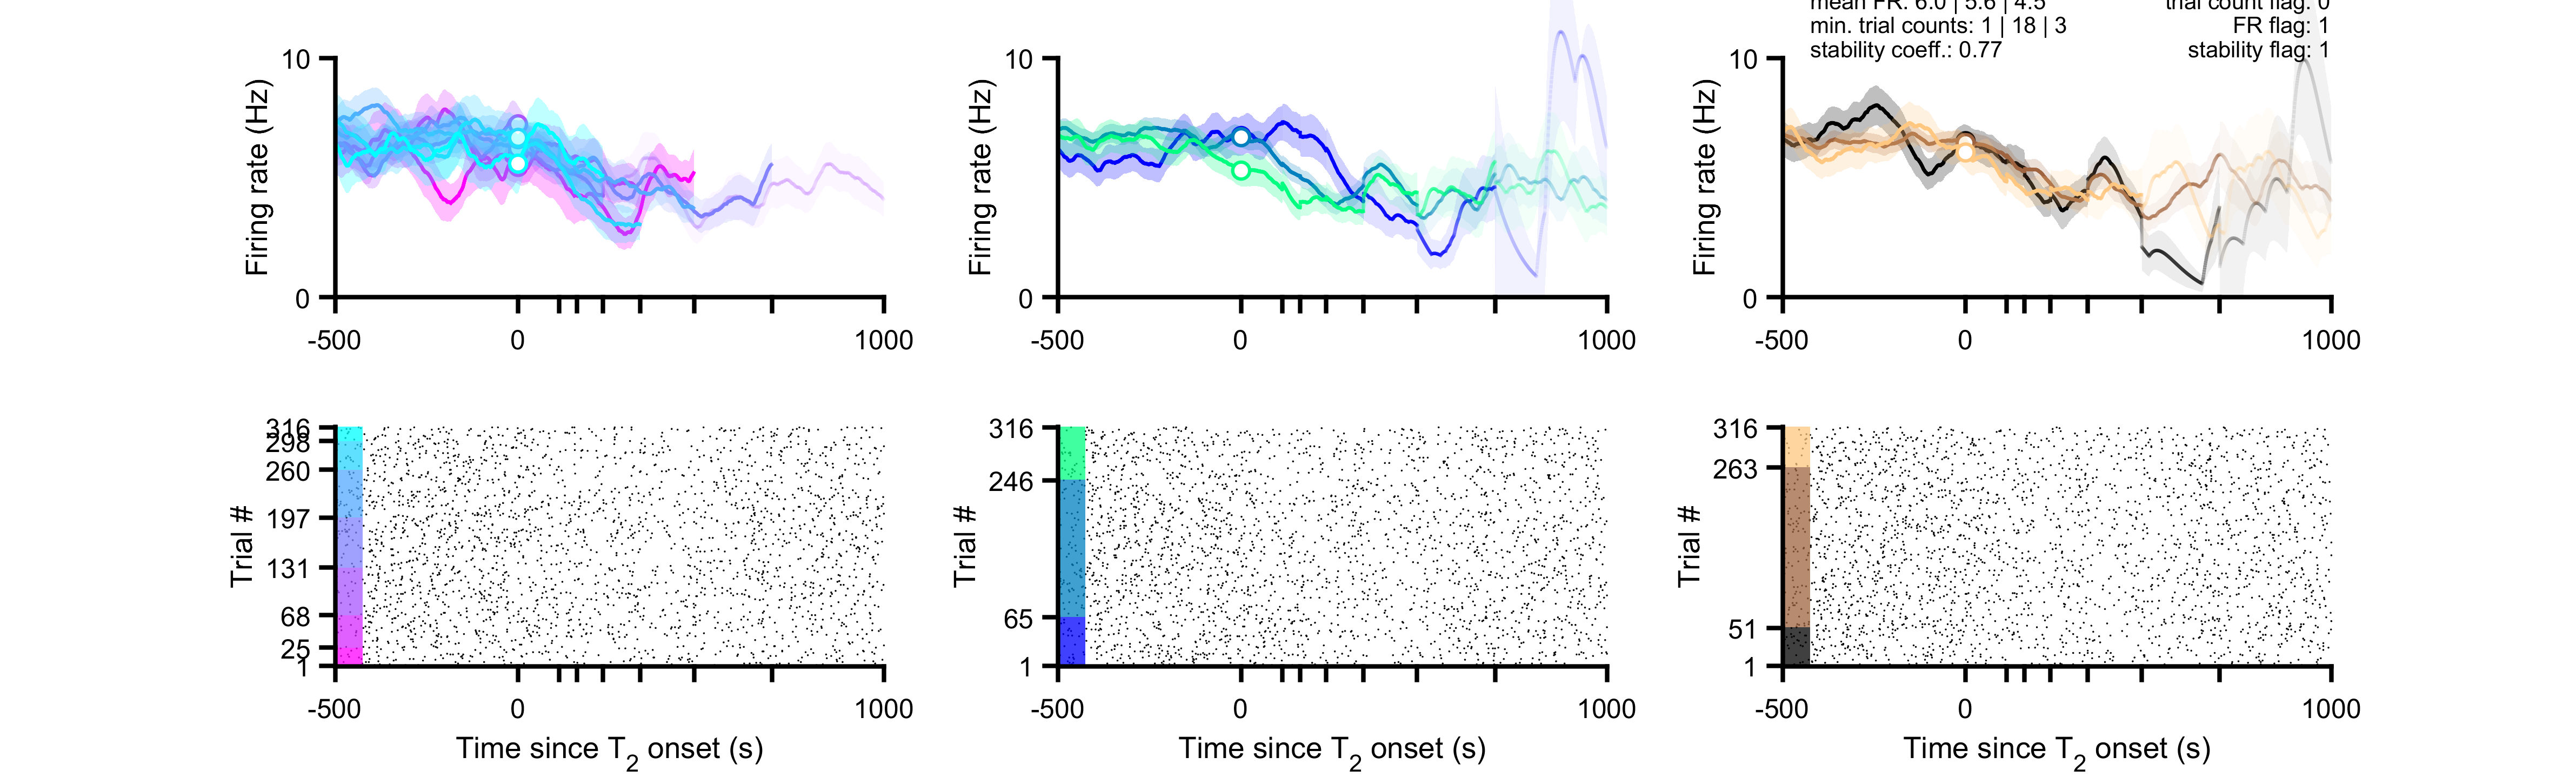 mean FR: 6.0 | 5.6 | 4.5
trial count flag: 0
min. trial counts: 1 | 18 | 3
FR flag: 1
stability coeff.: 0.77
stability flag: 1
10
Firing rate (Hz)
0
-500
0
1000
10
Firing rate (Hz)
0
-500
0
1000
10
Firing rate (Hz)
0
-500
0
1000
316
298
260
197
131
68
25
1
Trial #
-500
0
1000
Time since T2 onset (s)
316
246
65
1
Trial #
-500
0
1000
Time since T2 onset (s)
316
263
51
1
Trial #
-500
0
1000
Time since T2 onset (s)